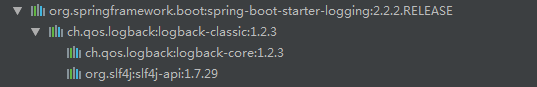 org.springframework.boot:spring-boot-starter-logging:2.2.2.RELEASE
ch.qos.logback:logback-classic:1.2.3
ch.qos.logback:logback-core:1.2.3
org.slf4j:slf4j-api:1.7.29